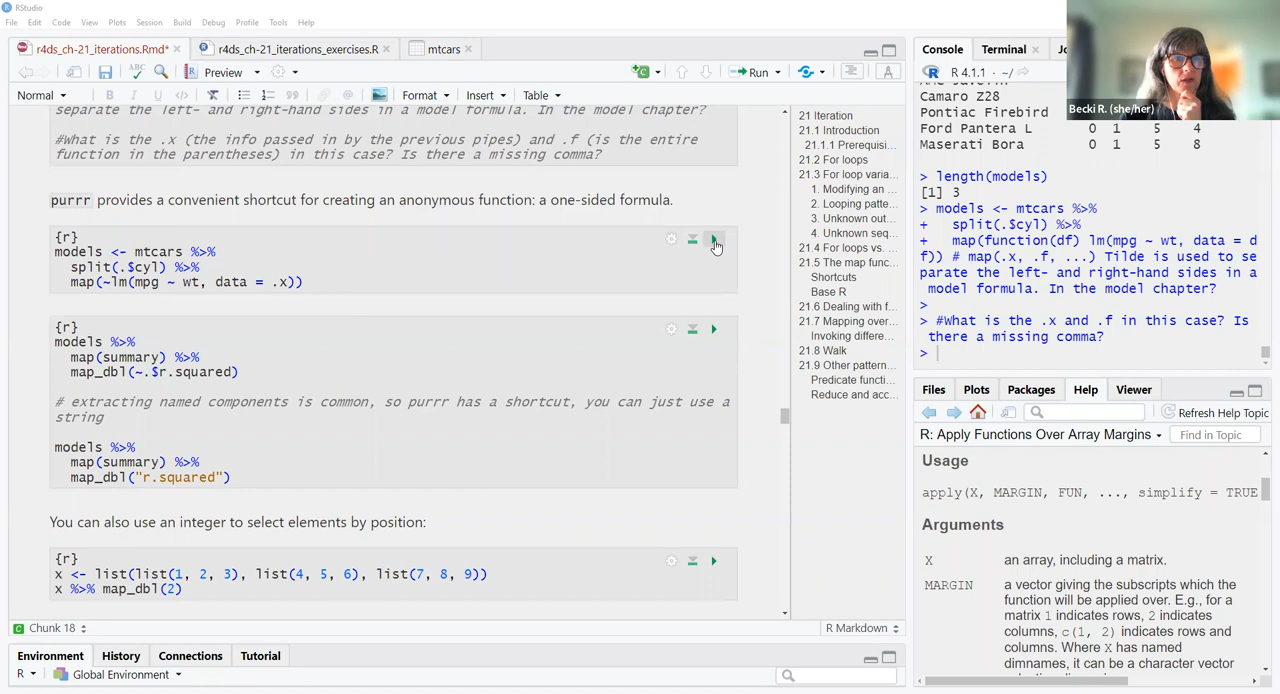 RStudio
File Edit Code View Plots Session Build Debug Profile Tools Help
r4ds_ch-21_iterations.Rmd* r4ds_ch-21_iterations_exercises.R mtcars
ABC Preview Run
Normal B I U Format Insert Table
separate the left- and right-hand sides in a model formula. In the model chapter?
#What is the .x (the info passed in by the previous pipes) and .f (is the entire
function in the parentheses) in this case? Is there a missing comma?
purrr provides a convenient shortcut for creating an anonymous function: a one-sided formula.
{r}
models <- mtcars %>%
split(.$cyl) %>%
map(~lm(mpg ~ wt, data = .x))
{r}
models %>%
map(summary) %>%
map_dbl(~.$r.squared)
# extracting named components is common, so purrr has a shortcut, you can just use a
string
models %>%
map(summary) %>%
map_dbl("r.squared")
You can also use an integer to select elements by position:
{r}
x <- list(list(1, 2, 3), list(4, 5, 6), list(7, 8, 9))
x %>% map_dbl(2)
Chunk 18 R Markdown
21 Iteration
21.1 Introduction
21.1.1 Prerequisi...
21.2 For loops
21.3 For loop varia...
1. Modifying an ...
2. Looping patte...
3. Unknown out...
4. Unknown seq...
21.4 For loops vs. ...
21.5 The map func...
Shortcuts
Base R
21.6 Dealing with f...
21.7 Mapping over...
Invoking differe...
21.8 Walk
21.9 Other pattern...
Predicate functi...
Reduce and acc...
Environment History Connections Tutorial
R Global Environment
Console Terminal
R 4.1.1 · ~/
Camaro Z28
Pontiac Firebird
Ford Pantera L 0 1 5 4
Maserati Bora 0 1 5 8
> length(models)
[1] 3
> models <- mtcars %>%
+ split(.$cyl) %>%
+ map(function(df) lm(mpg ~ wt, data = d
f)) # map(.x, .f, ...) Tilde is used to se
parate the left- and right-hand sides in a
model formula. In the model chapter?
>
> #What is the .x and .f in this case? Is
there a missing comma?
>
Becki R. (she/her)
Files Plots Packages Help Viewer
Refresh Help Topic
R: Apply Functions Over Array Margins Find in Topic
Usage
apply(X, MARGIN, FUN, ..., simplify = TRUE
Arguments
X an array, including a matrix.
MARGIN a vector giving the subscripts which the
function will be applied over. E.g., for a
matrix 1 indicates rows, 2 indicates
columns, c(1, 2) indicates rows and
columns. Where X has named
dimnames, it can be a character vector